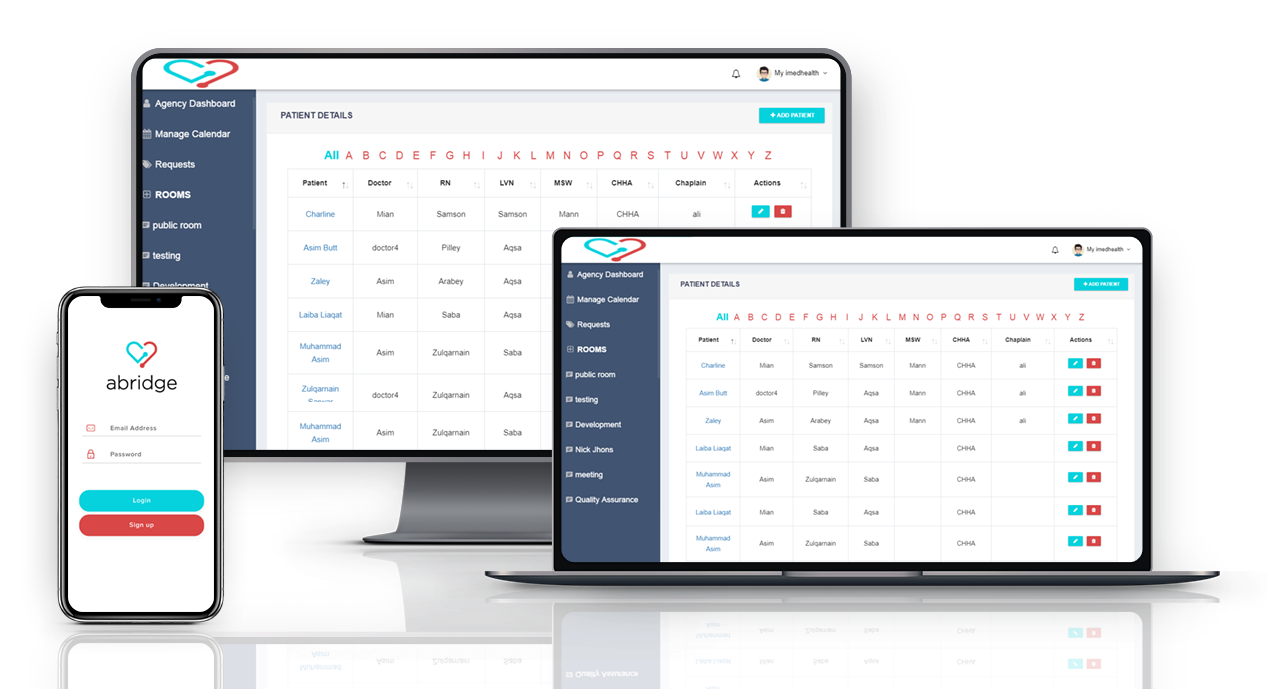 My imedhealth
Agency Dashboard
Manage Calendar
Requests
ROOMS
public room
testing
Development
PATIENT DETAILS
+ ADD PATIENT
All A B C D E F G H I J K L M N O P Q R S T U V W X Y Z
Patient Doctor RN LVN MSW CHHA Chaplain Actions
Charline Mian Samson Samson Mann CHHA ali
Asim Butt doctor4 Pilley Aqsa
Zaley Asim Arabey Aqsa
Laiba Liaqat Mian Saba Aqsa
Muhammad
Asim Asim Zulqarnain Saba
Zulqarnain
Sarwar doctor4 Zulqarnain Aqsa
Muhammad
Asim Asim Zulqarnain Saba
abridge
Email Address
Password
Login
Sign up
My imedhealth
Agency Dashboard
Manage Calendar
Requests
ROOMS
public room
testing
Development
Nick Jhons
meeting
Quality Assurance
PATIENT DETAILS
+ ADD PATIENT
All A B C D E F G H I J K L M N O P Q R S T U V W X Y Z
Patient Doctor RN LVN MSW CHHA Chaplain Actions
Charline Mian Samson Samson Mann CHHA ali
Asim Butt doctor4 Pilley Aqsa Mann CHHA ali
Zaley Asim Arabey Aqsa Mann CHHA ali
Laiba Liaqat Mian Saba Aqsa CHHA
Muhammad
Asim Asim Zulqarnain Saba CHHA
Laiba Liaqat Mian Saba Aqsa CHHA
Muhammad
Asim Asim Zulqarnain Saba CHHA